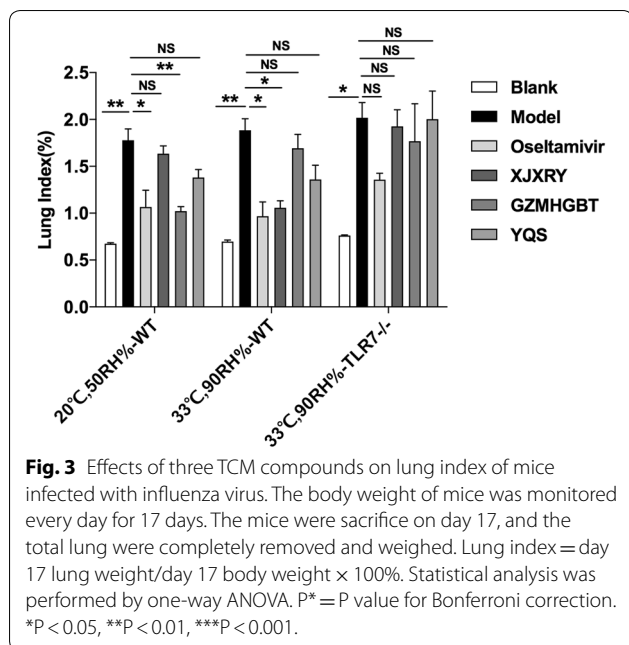 NS
NS
NS
**
NS
*
NS
NS
NS
**
*
**
*
*
NS
2.5
2.0
1.5
1.0
0.5
0.0
Lung Index(%)
20°C,50RH%-WT
33°C,90RH%-WT
33°C,90RH%-TLR7-/-
Blank
Model
Oseltamivir
XJXRY
GZMHGBT
YQS
Fig. 3 Effects of three TCM compounds on lung index of mice
infected with influenza virus. The body weight of mice was monitored
every day for 17 days. The mice were sacrifice on day 17, and the
total lung were completely removed and weighed. Lung index = day
17 lung weight/day 17 body weight × 100%. Statistical analysis was
performed by one-way ANOVA. P* = P value for Bonferroni correction.
*P < 0.05, **P < 0.01, ***P < 0.001.